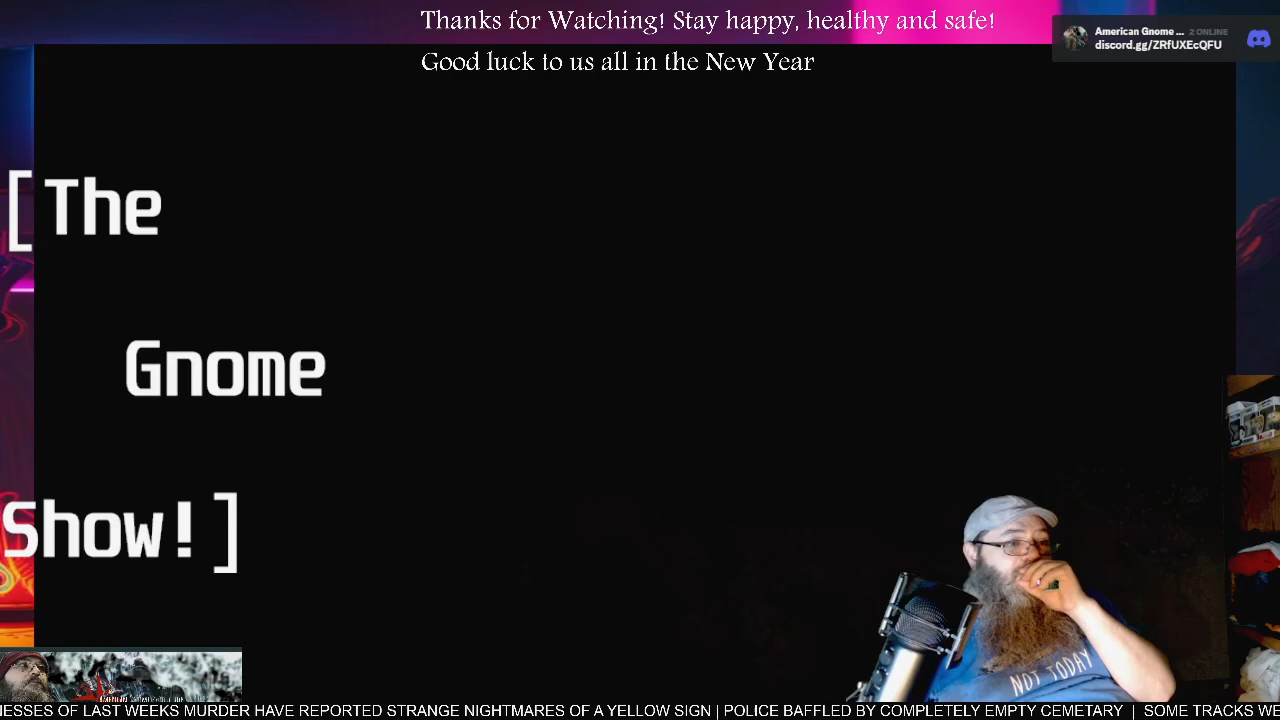 Thanks for Watching! Stay happy, healthy and safe!
Good luck to us all in the New Year
American Gnome ... 2 ONLINE
discord.gg/ZRfUXEcQFU
[The
Gnome
Show!]
NOT TODAY
NESSES OF LAST WEEKS MURDER HAVE REPORTED STRANGE NIGHTMARES OF A YELLOW SIGN | POLICE BAFFLED BY COMPLETELY EMPTY CEMETARY | SOME TRACKS WE